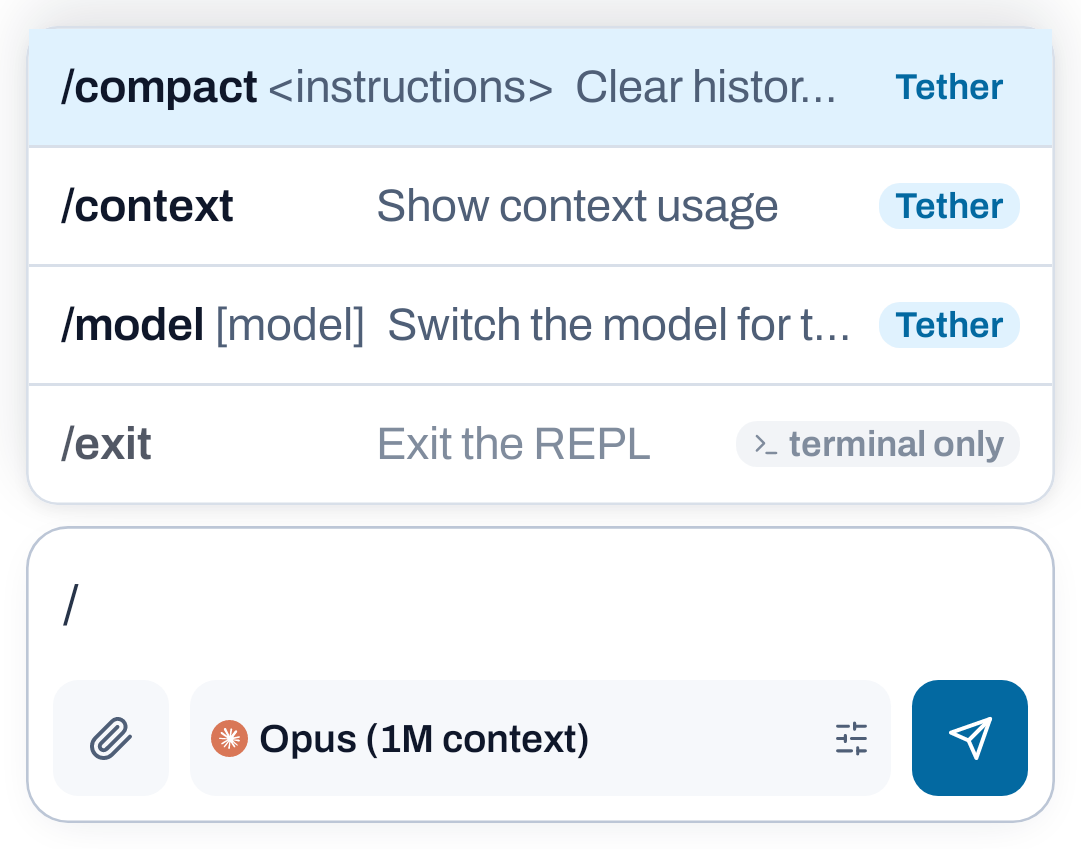 /compact <instructions> Clear histor... Tether
/context Show context usage Tether
/model [model] Switch the model for t... Tether
/exit Exit the REPL terminal only
/
Opus (1M context)